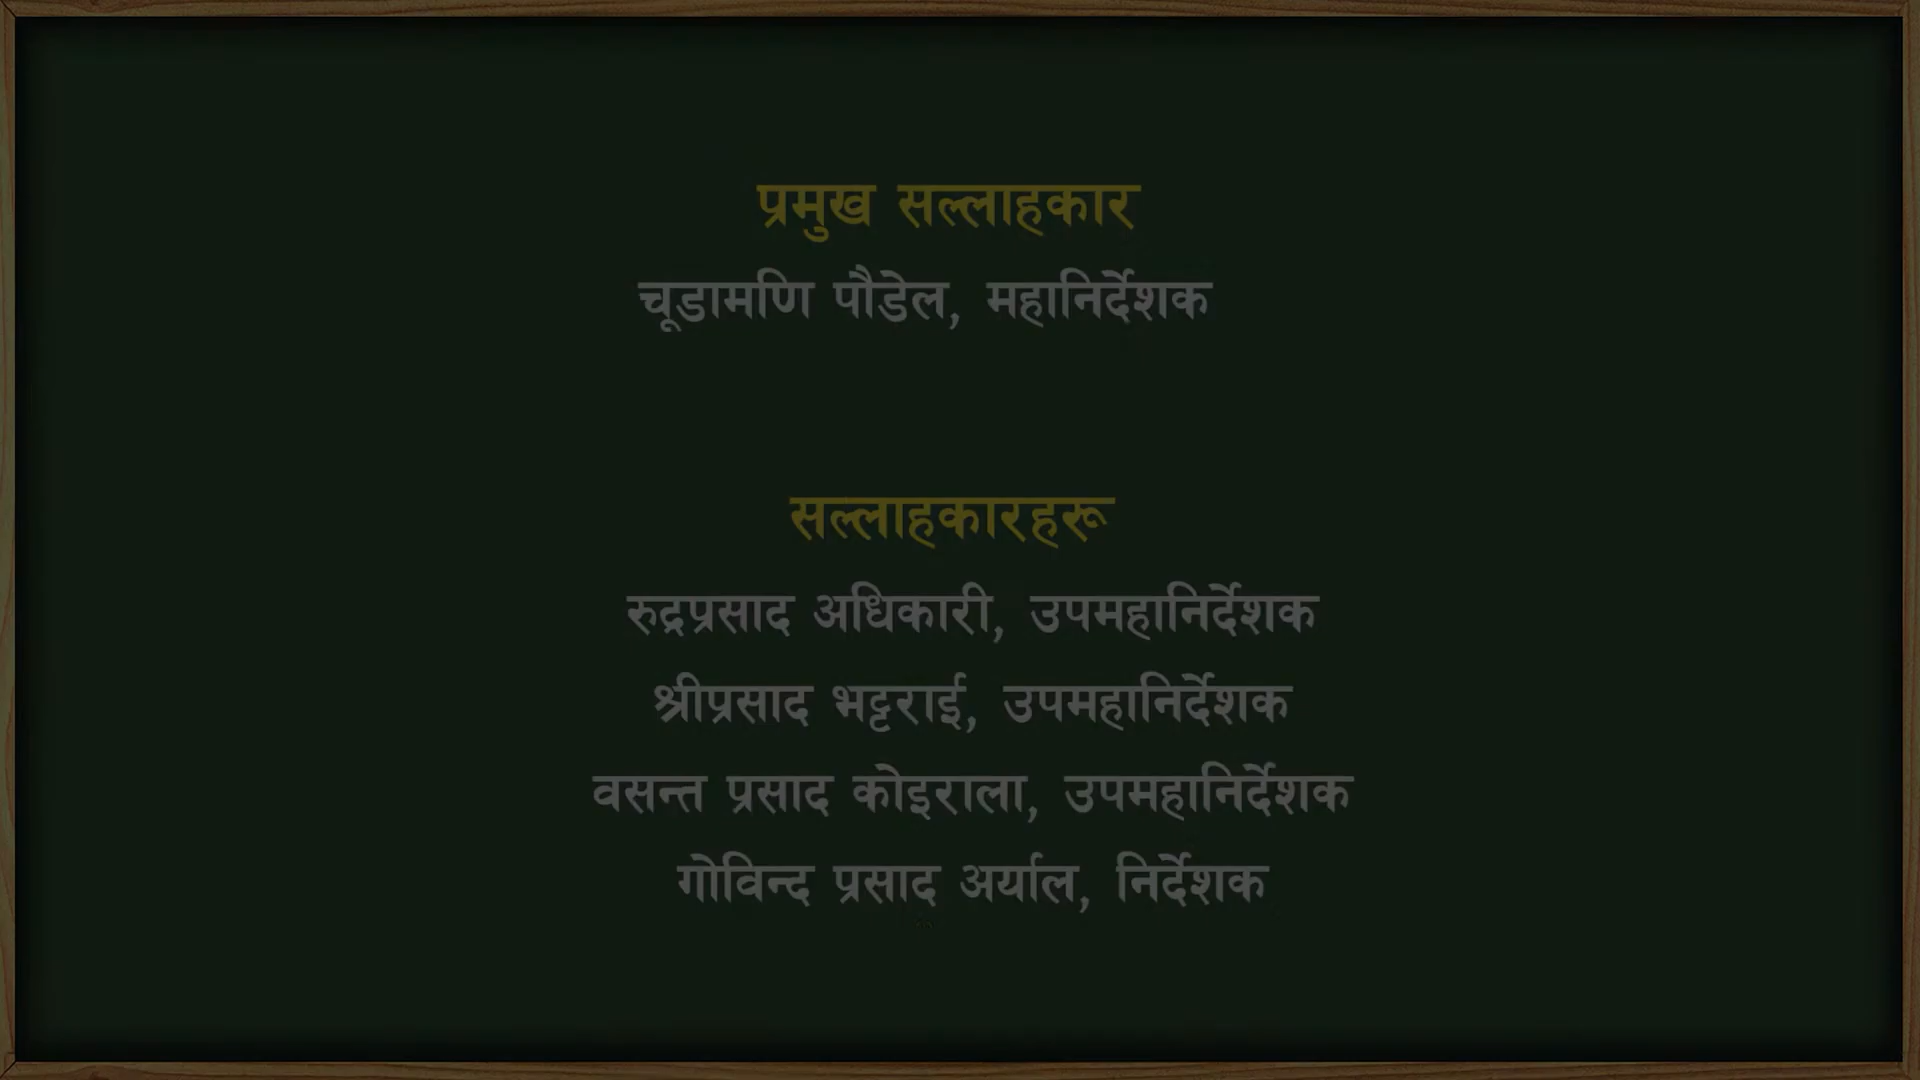 प्रमुख सल्लाहकार
चूडामणि पौडेल, महानिर्देशक
सल्लाहकारहरू
रुद्रप्रसाद अधिकारी, उपमहानिर्देशक
श्रीप्रसाद भट्टराई, उपमहानिर्देशक
वसन्त प्रसाद कोइराला, उपमहानिर्देशक
गोविन्द प्रसाद अर्याल, निर्देशक